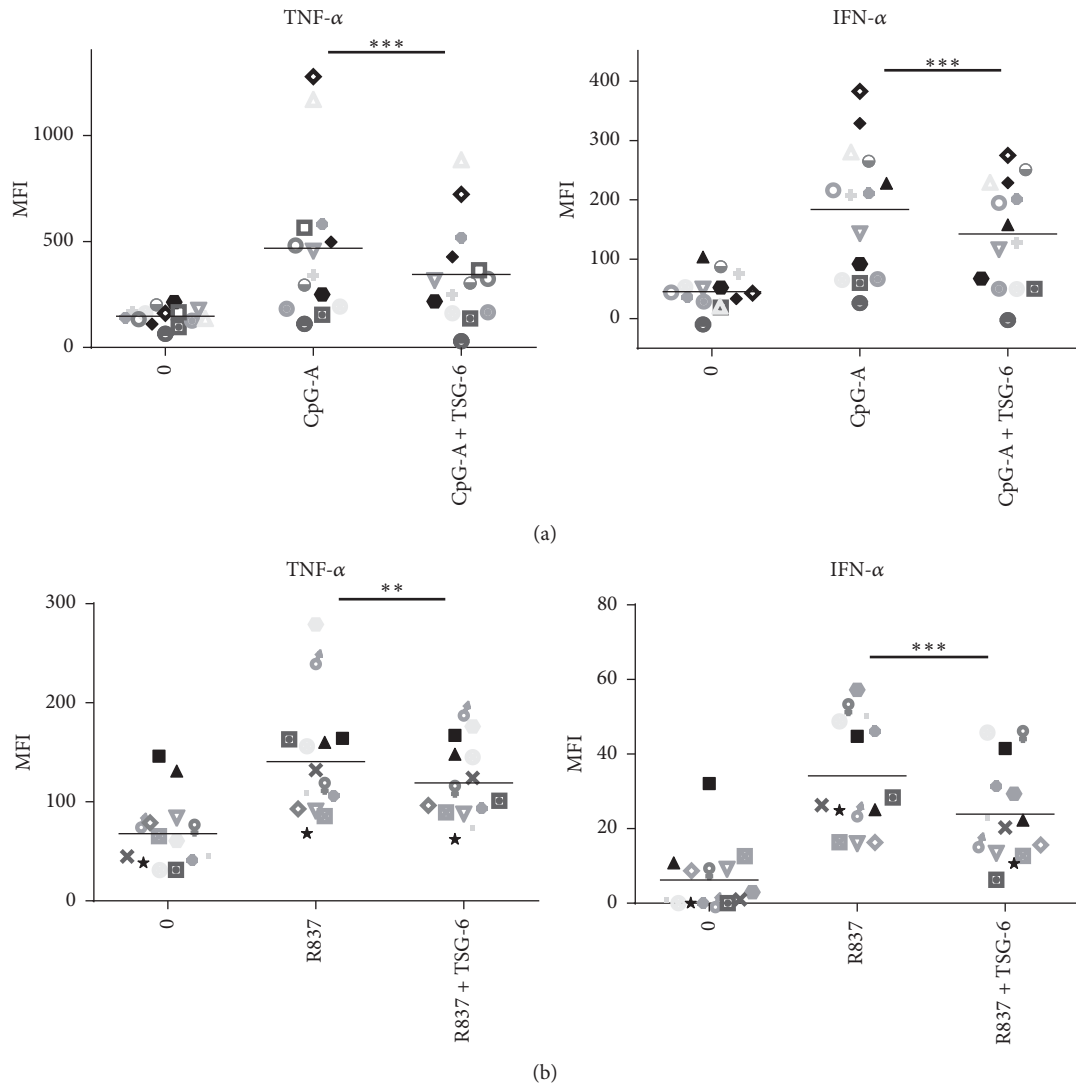 TNF-α
***
MFI
1000
500
0
0
CpG-A
CpG-A + TSG-6
IFN-α
***
MFI
400
300
200
100
0
0
CpG-A
CpG-A + TSG-6
(a)
TNF-α
**
MFI
300
200
100
0
0
R837
R837 + TSG-6
IFN-α
***
MFI
80
60
40
20
0
0
R837
R837 + TSG-6
(b)